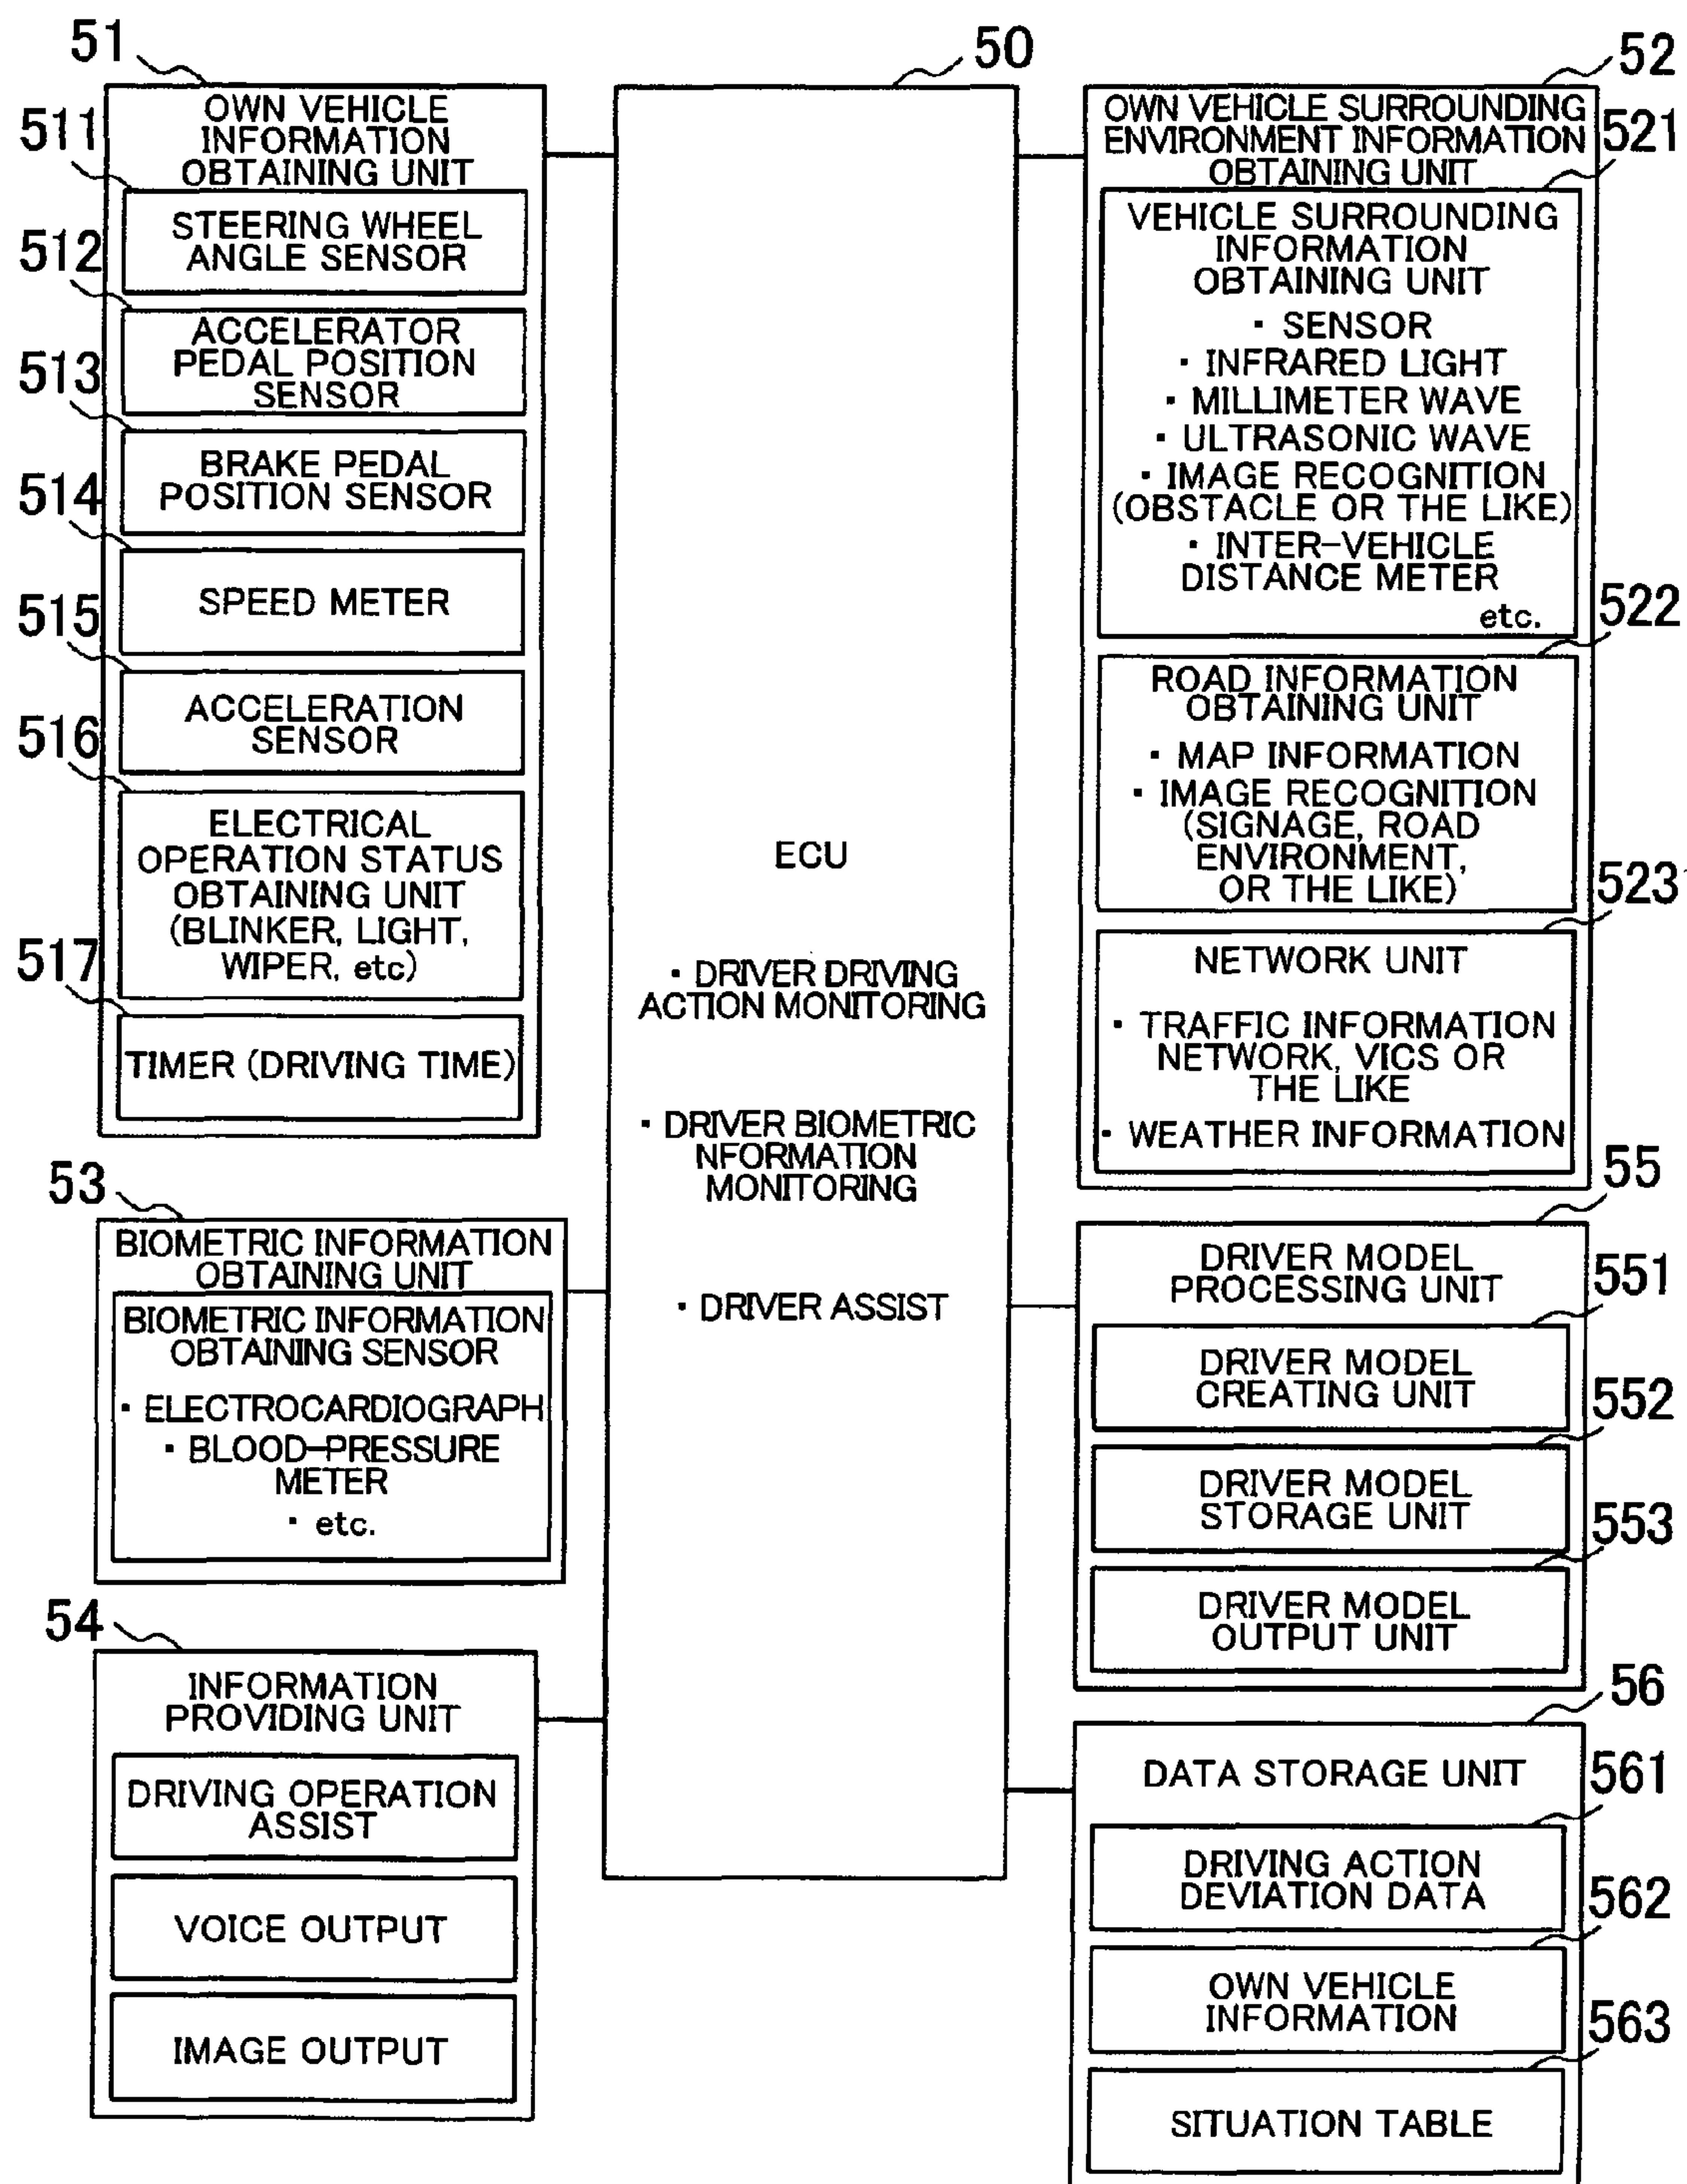 51
OWN VEHICLE
INFORMATION
OBTAINING UNIT
511
STEERING WHEEL
ANGLE SENSOR
512
ACCELERATOR
PEDAL POSITION
SENSOR
513
BRAKE PEDAL
POSITION SENSOR
514
SPEED METER
515
ACCELERATION
SENSOR
516
ELECTRICAL
OPERATION STATUS
OBTAINING UNIT
(BLINKER, LIGHT,
WIPER, etc)
517
TIMER (DRIVING TIME)
53
BIOMETRIC INFORMATION
OBTAINING UNIT
BIOMETRIC INFORMATION
OBTAINING SENSOR
・ELECTROCARDIOGRAPH
・BLOOD-PRESSURE
METER
・etc.
54
INFORMATION
PROVIDING UNIT
DRIVING OPERATION
ASSIST
VOICE OUTPUT
IMAGE OUTPUT
50
ECU
・DRIVER DRIVING
ACTION MONITORING
・DRIVER BIOMETRIC
NFORMATION
MONITORING
・DRIVER ASSIST
52
OWN VEHICLE SURROUNDING
ENVIRONMENT INFORMATION
OBTAINING UNIT
521
VEHICLE SURROUNDING
INFORMATION
OBTAINING UNIT
・SENSOR
・INFRARED LIGHT
・MILLIMETER WAVE
・ULTRASONIC WAVE
・IMAGE RECOGNITION
(OBSTACLE OR THE LIKE)
・INTER-VEHICLE
DISTANCE METER
etc.
522
ROAD INFORMATION
OBTAINING UNIT
・MAP INFORMATION
・IMAGE RECOGNITION
(SIGNAGE, ROAD
ENVIRONMENT,
OR THE LIKE)
523
NETWORK UNIT
・TRAFFIC INFORMATION
NETWORK, VICS OR
THE LIKE
・WEATHER INFORMATION
55
DRIVER MODEL
PROCESSING UNIT
551
DRIVER MODEL
CREATING UNIT
552
DRIVER MODEL
STORAGE UNIT
553
DRIVER MODEL
OUTPUT UNIT
56
DATA STORAGE UNIT
561
DRIVING ACTION
DEVIATION DATA
562
OWN VEHICLE
INFORMATION
563
SITUATION TABLE